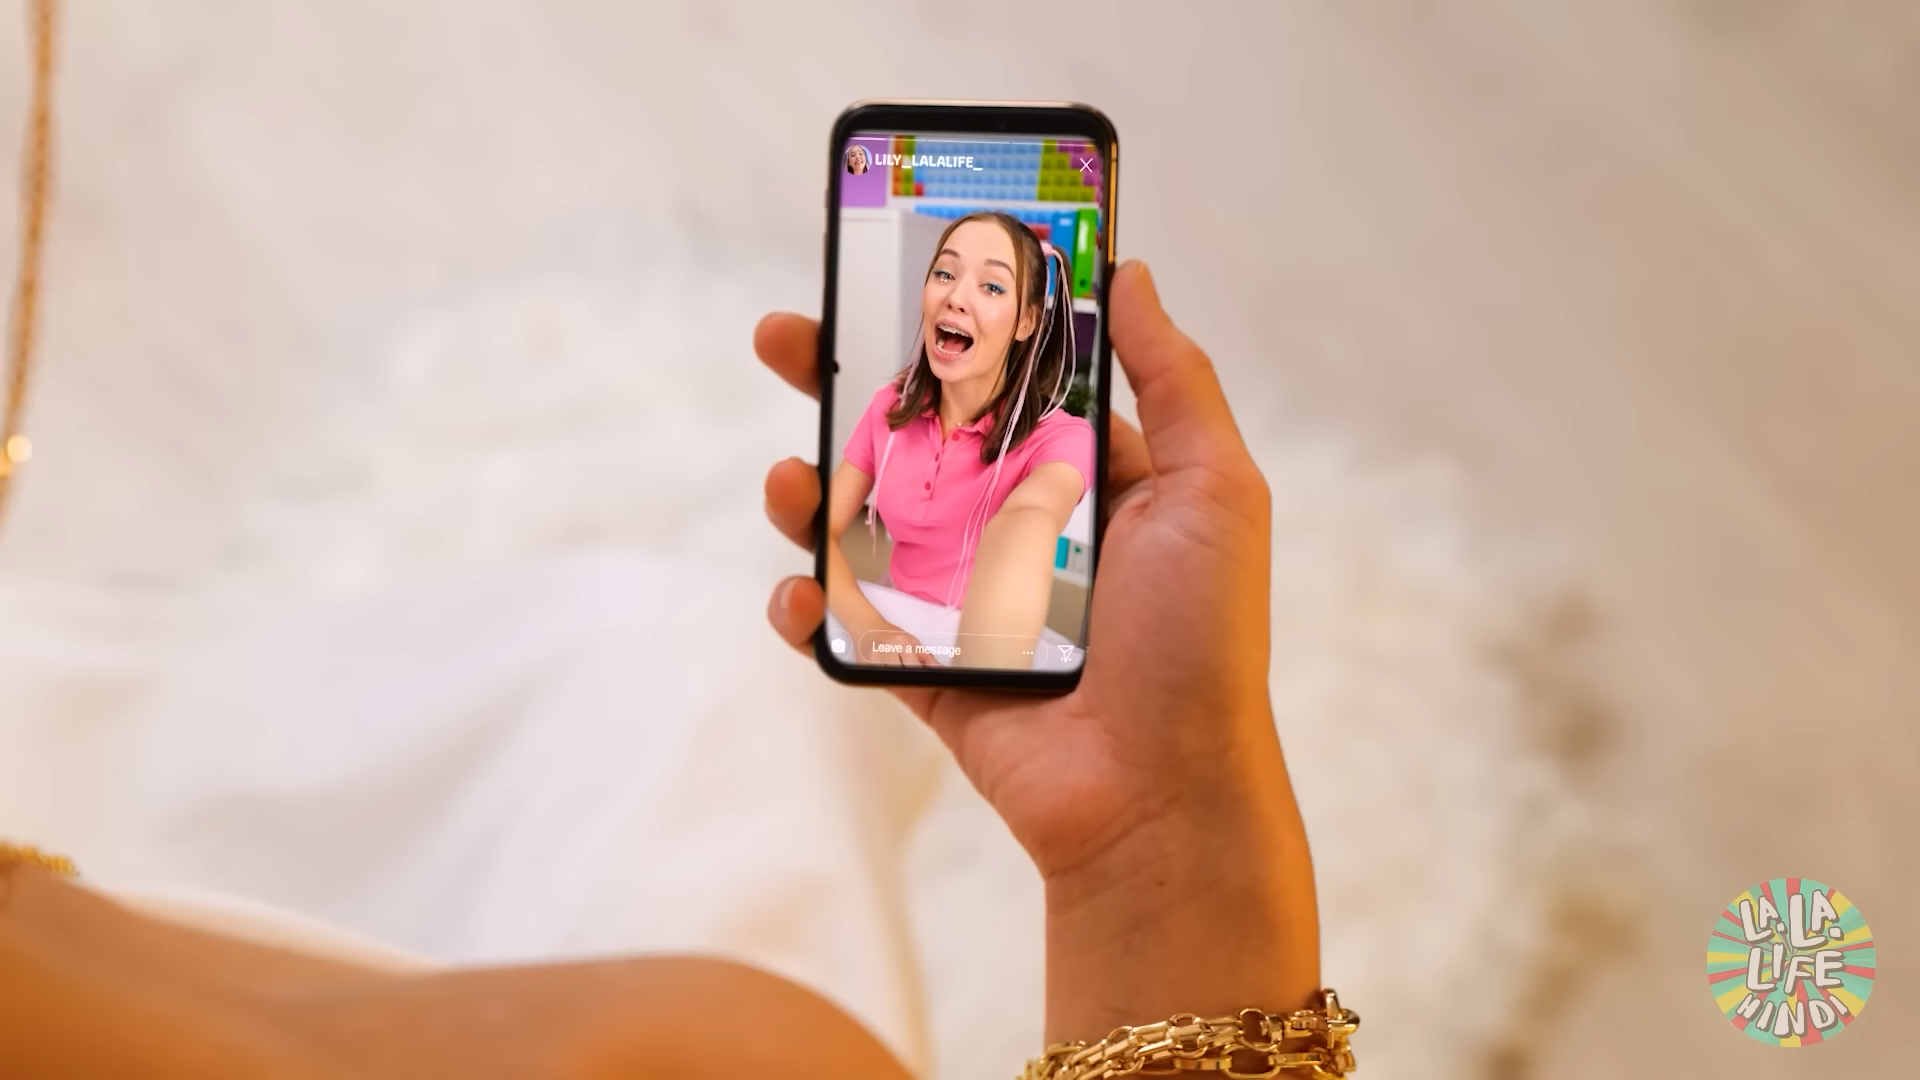 LILY_LALALIFE_
Leave a message
LA LA
LIFE
HINDI